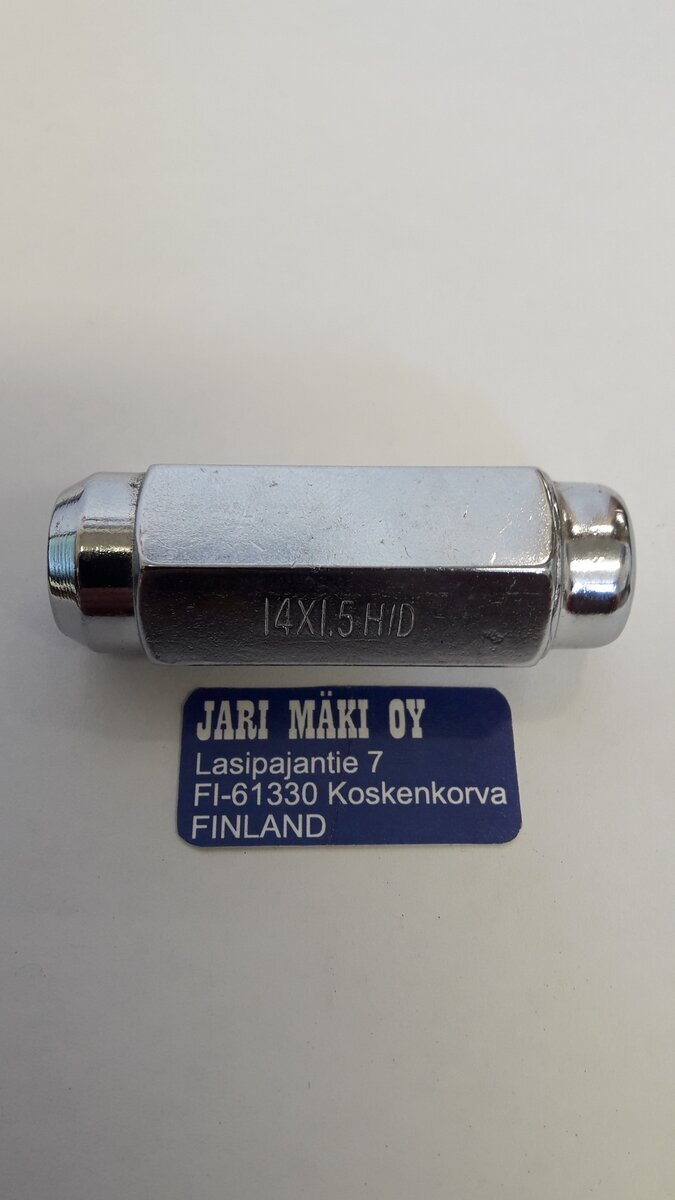 14X1.5 H/D
JARI MÄKI OY
Lasipajantie 7
FI-61330 Koskenkorva
FINLAND